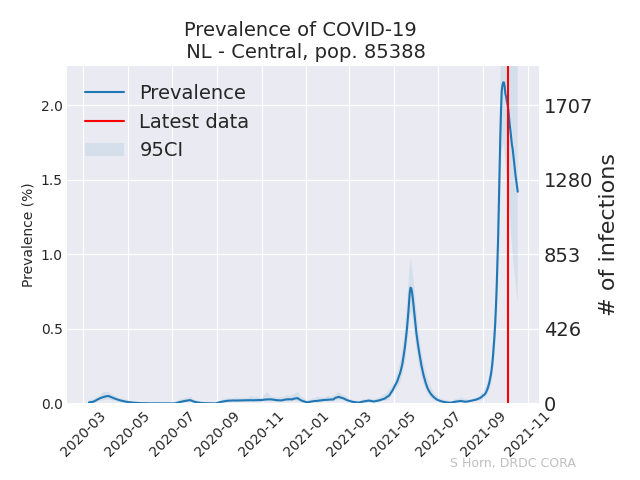 Prevalence of COVID-19
NL - Central, pop. 85388
Prevalence
Latest data
95CI
Prevalence (%)
2.0
1.5
1.0
0.5
0.0
1707
1280
853
426
0
# of infections
2020-03
2020-05
2020-07
2020-09
2020-11
2021-01
2021-03
2021-05
2021-07
2021-09
2021-11
S Horn, DRDC CORA